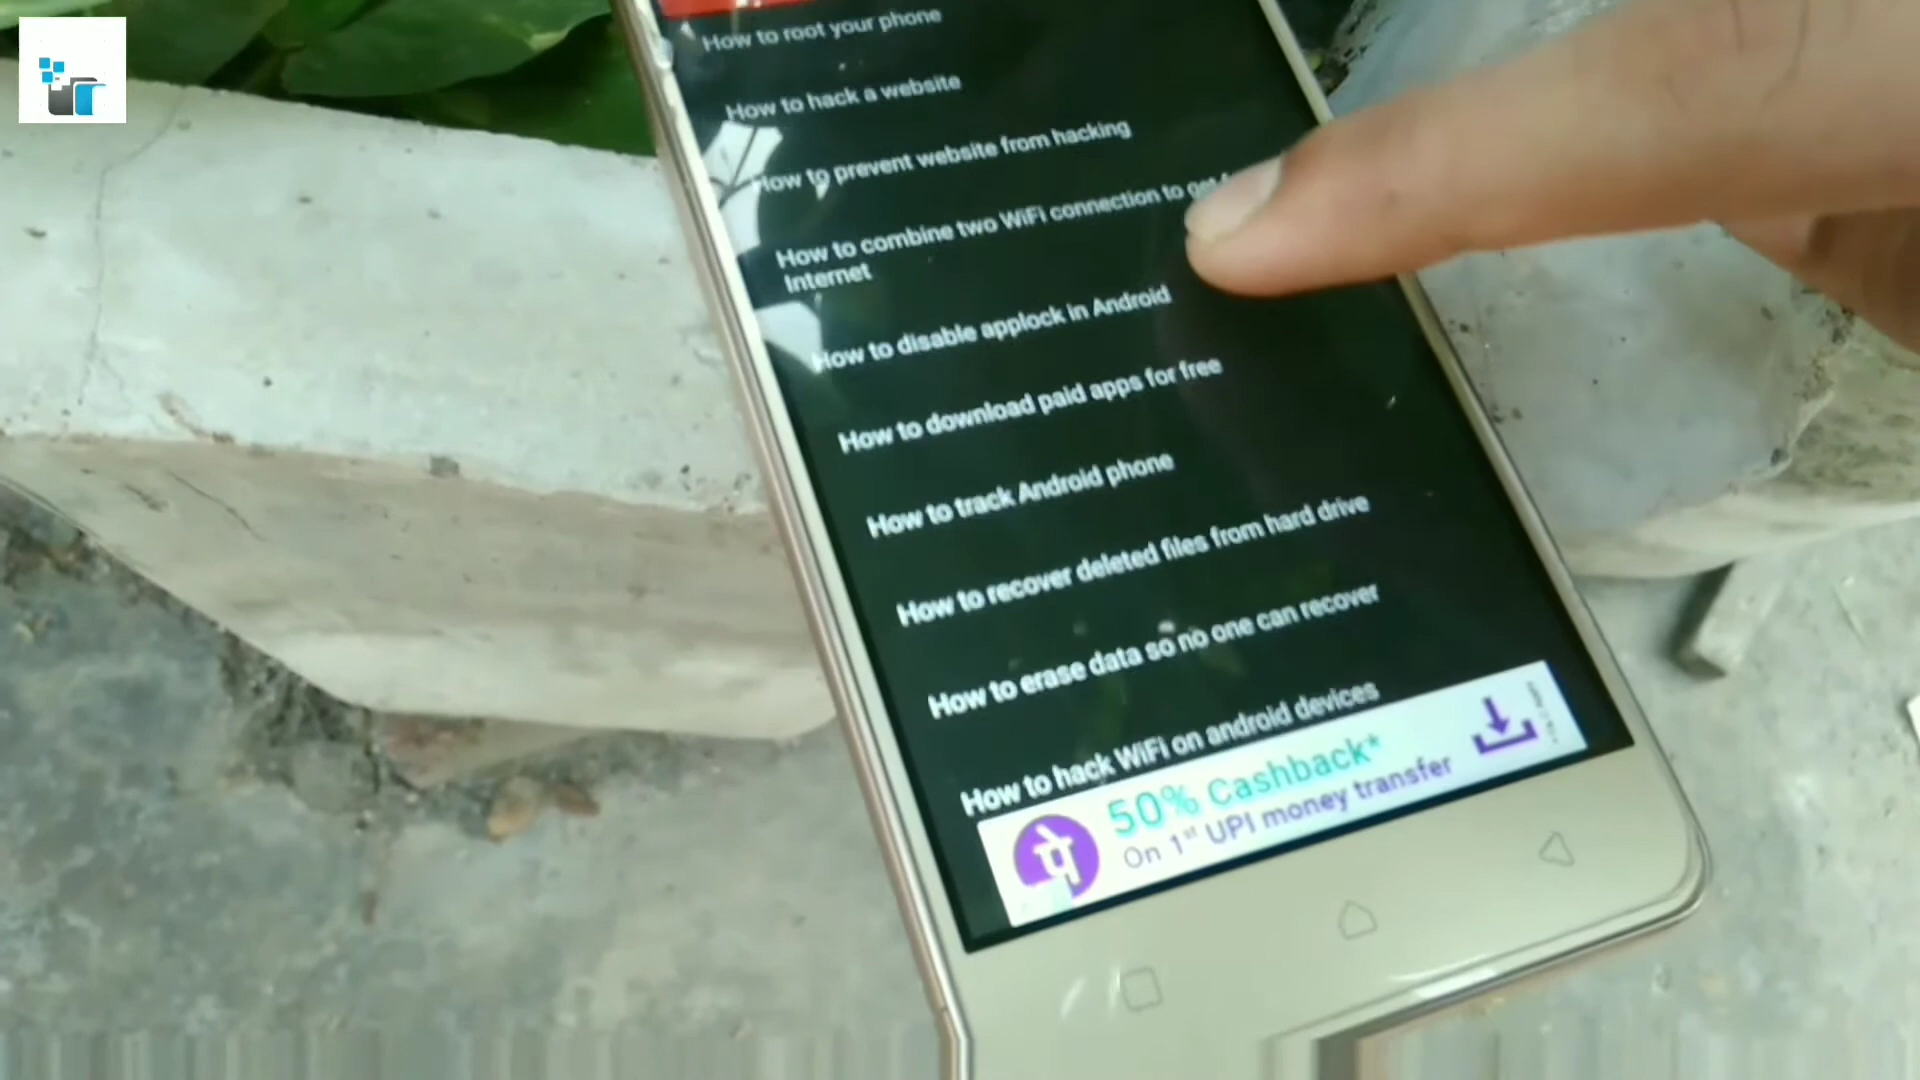 How to root your phone
How to hack a website
How to prevent website from hacking
How to combine two WiFi connection to get
Internet
How to disable applock in Android
How to download paid apps for free
How to track Android phone
How to recover deleted files from hard drive
How to erase data so no one can recover
How to hack WiFi on android devices
पे
50% Cashback*
On 1st UPI money transfer